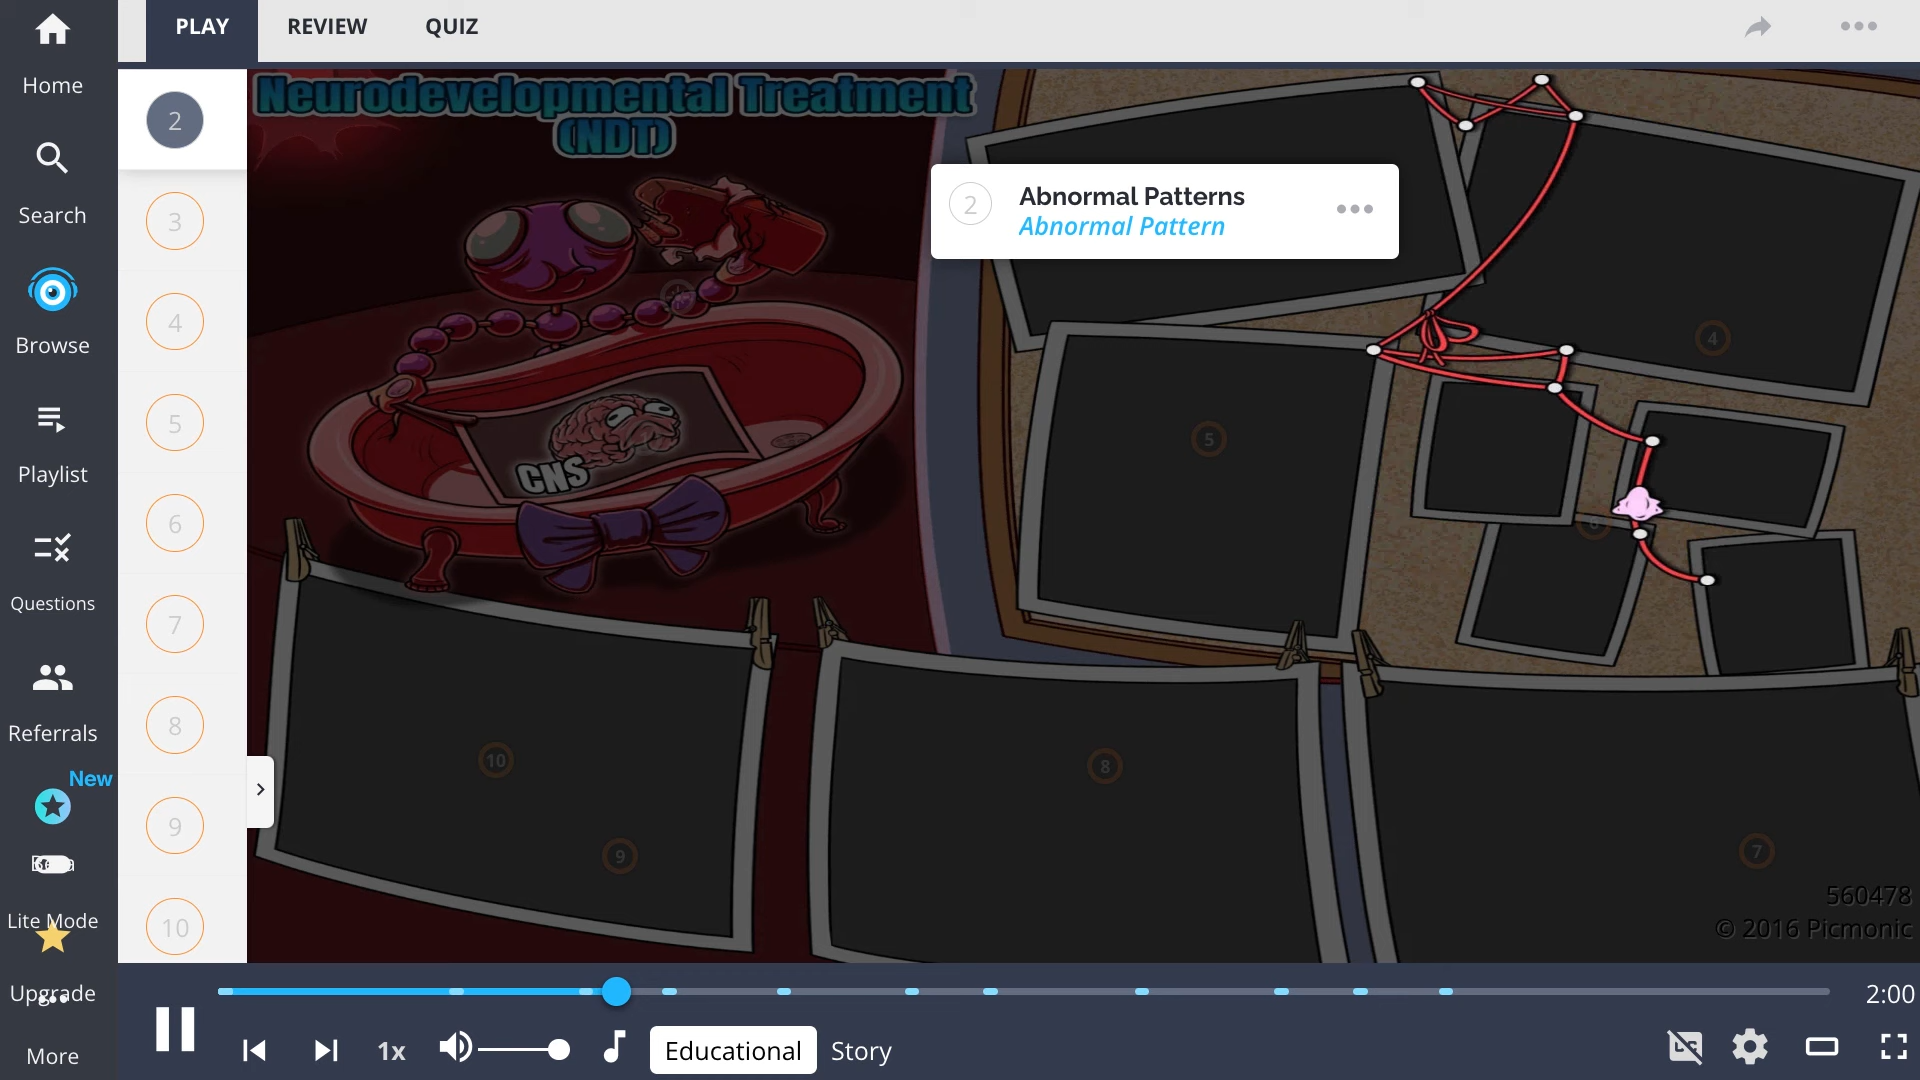 PLAY REVIEW QUIZ
Home
Search
Browse
Playlist
Questions
Referrals
New
Lite Mode
Upgrade
More
2
3
4
5
6
7
8
9
10
Neurodevelopmental Treatment
(NDT)
2 Abnormal Patterns
Abnormal Pattern
CNS
4
5
6
10
9
8
7
560478
© 2016 Picmonic
2:00
1x Educational Story